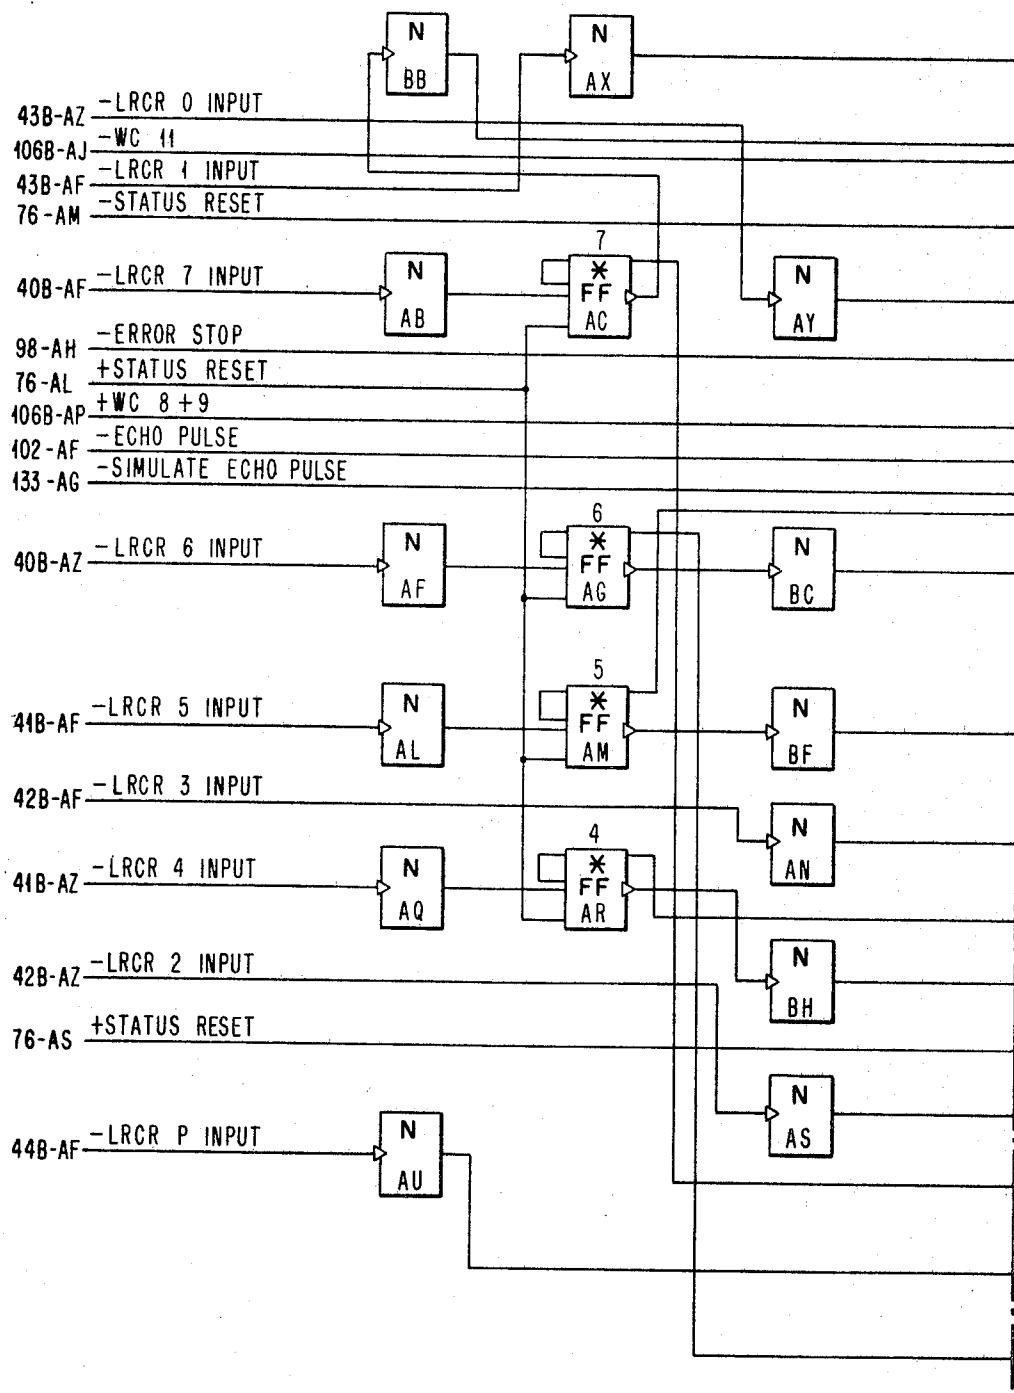 N
BB
N
AX
43B-AZ -LRCR 0 INPUT
106B-AJ -WC 11
43B-AF -LRCR 1 INPUT
76-AM -STATUS RESET
7
40B-AF -LRCR 7 INPUT
N
AB
*
FF
AC
N
AY
98-AH -ERROR STOP
76-AL +STATUS RESET
106B-AP +WC 8+9
102-AF -ECHO PULSE
133-AG -SIMULATE ECHO PULSE
6
40B-AZ -LRCR 6 INPUT
N
AF
*
FF
AG
N
BC
5
41B-AF -LRCR 5 INPUT
N
AL
*
FF
AM
N
BF
42B-AF -LRCR 3 INPUT
N
AN
4
41B-AZ -LRCR 4 INPUT
N
AQ
*
FF
AR
42B-AZ -LRCR 2 INPUT
N
BH
76-AS +STATUS RESET
N
AS
44B-AF -LRCR P INPUT
N
AU